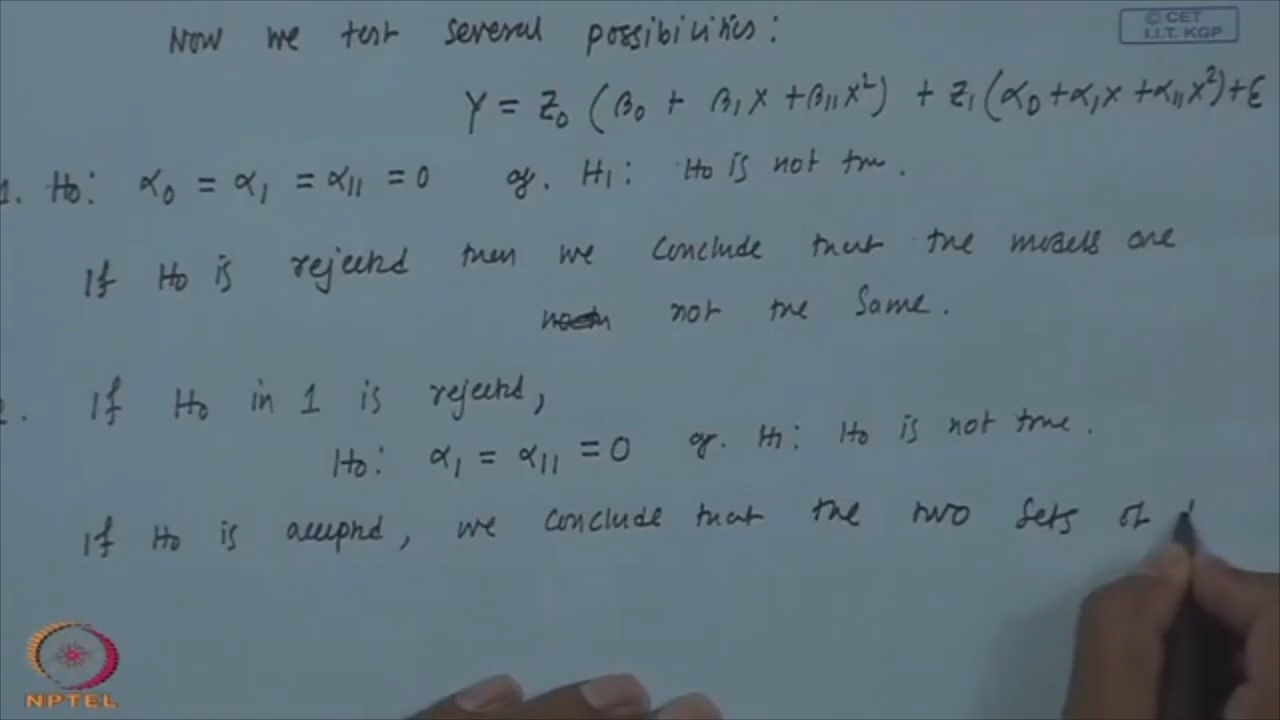 © CET
I.I.T. KGP
Now we test several possibilities:
Y = Z₀ (β₀ + β₁X + β₁₁X²) + Z₁(α₀+α₁X+α₁₁X²)+ε
1. H₀: α₀ = α₁ = α₁₁ = 0 ag. H₁: H₀ is not true.
If H₀ is rejected then we conclude that the models are
not the same.
2. If H₀ in 1 is rejected,
H₀: α₁ = α₁₁ = 0 ag. H₁: H₀ is not true.
If H₀ is accepted, we conclude that the two sets of
NPTEL